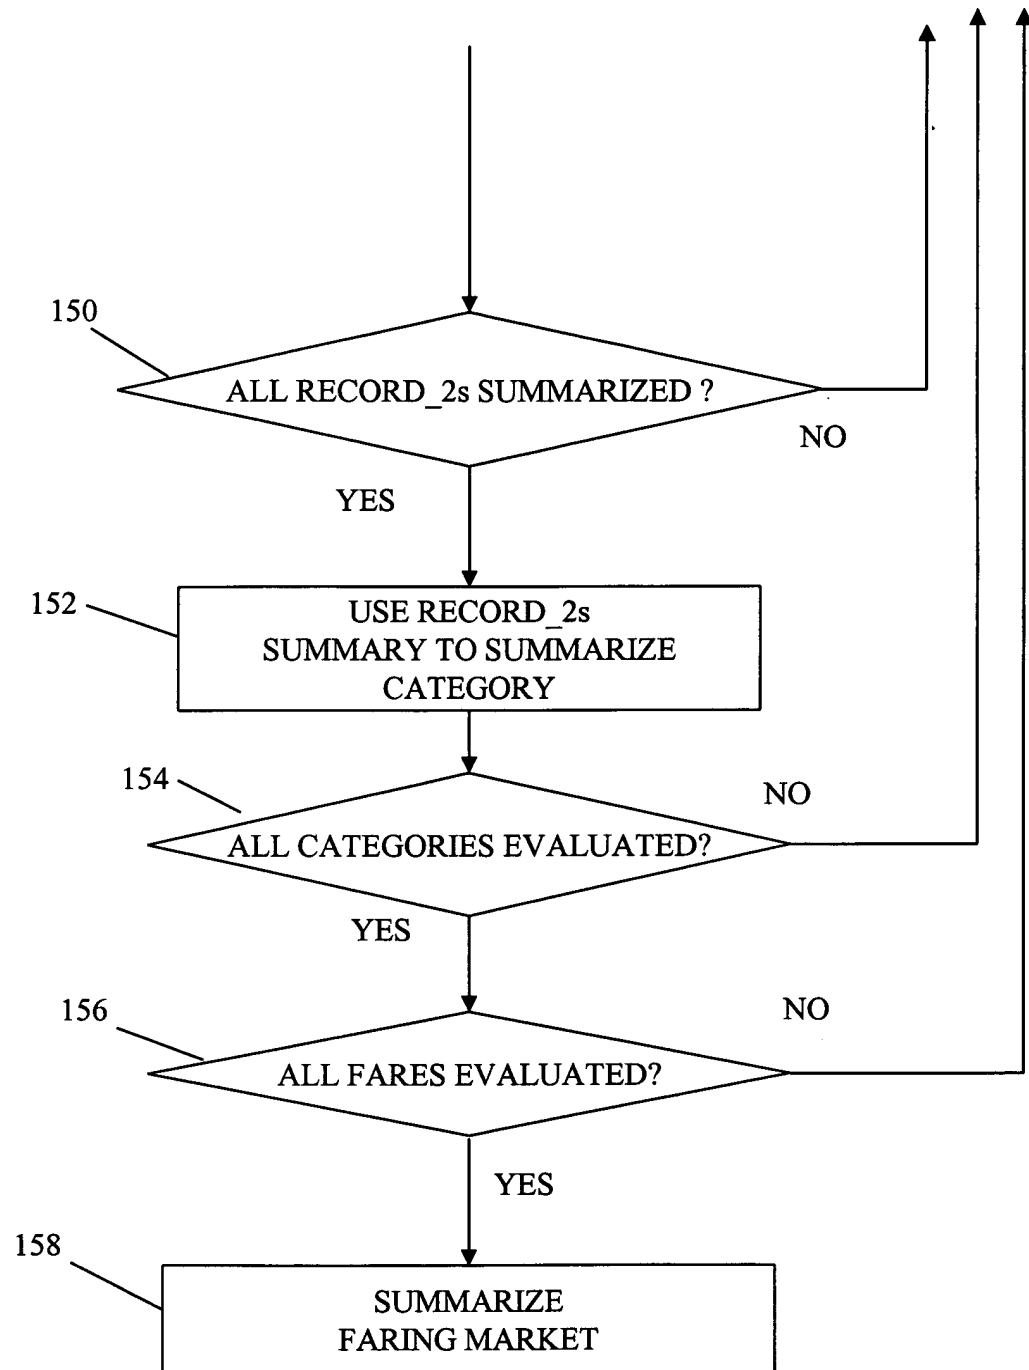 150
ALL RECORD_2s SUMMARIZED ?
NO
YES
152
USE RECORD_2s
SUMMARY TO SUMMARIZE
CATEGORY
154
NO
ALL CATEGORIES EVALUATED?
YES
156
NO
ALL FARES EVALUATED?
YES
158
SUMMARIZE
FARING MARKET